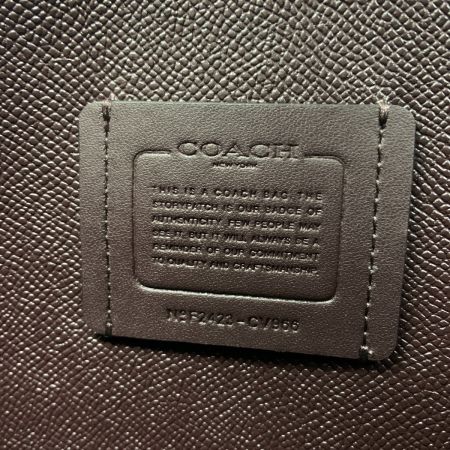 COACH
NEW YORK
THIS IS A COACH BAG. THE
STORYPATCH IS OUR BADGE OF
AUTHENTICITY. FEW PEOPLE MAY
SEE IT, BUT IT WILL ALWAYS BE A
REMINDER OF OUR COMMITMENT
TO QUALITY AND CRAFTSMANSHIP.
Nº F2423-CV966